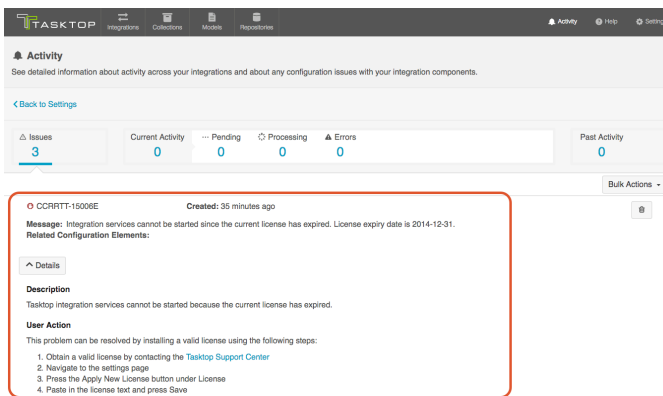 TASKTOP Integrations Collections Models Repositories Activity Help Setting
Activity
See detailed information about activity across your integrations and about any configuration issues with your integration components.
Back to Settings
Issues Current Activity ··· Pending Processing Errors Past Activity
3 0 0 0 0 0
Bulk Actions
CCRRTT-15006E Created: 35 minutes ago
Message: Integration services cannot be started since the current license has expired. License expiry date is 2014-12-31.
Related Configuration Elements:
Details
Description
Tasktop integration services cannot be started because the current license has expired.
User Action
This problem can be resolved by installing a valid license using the following steps:
1. Obtain a valid license by contacting the Tasktop Support Center
2. Navigate to the settings page
3. Press the Apply New License button under License
4. Paste in the license text and press Save